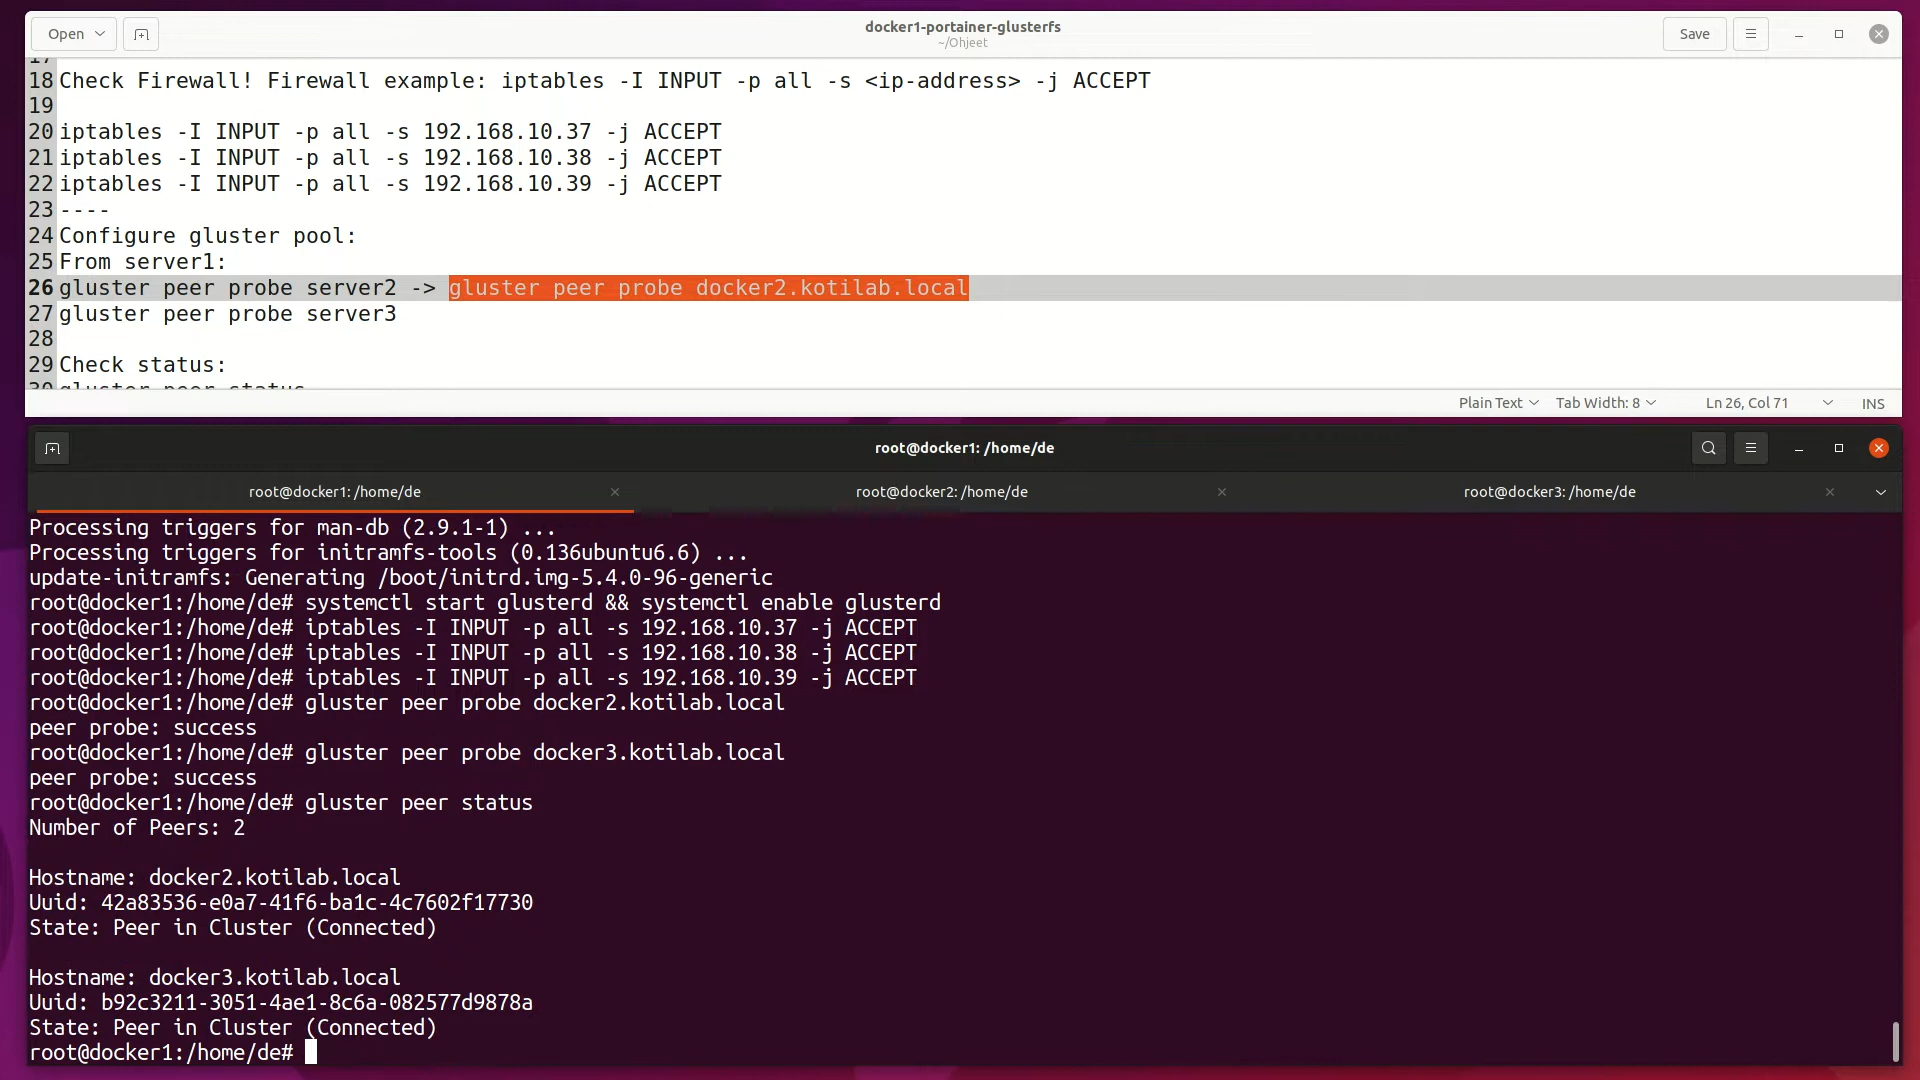 Open
docker1-portainer-glusterfs
~/Ohjeet
Save
17
18 Check Firewall! Firewall example: iptables -I INPUT -p all -s <ip-address> -j ACCEPT
19
20 iptables -I INPUT -p all -s 192.168.10.37 -j ACCEPT
21 iptables -I INPUT -p all -s 192.168.10.38 -j ACCEPT
22 iptables -I INPUT -p all -s 192.168.10.39 -j ACCEPT
23 ----
24 Configure gluster pool:
25 From server1:
26 gluster peer probe server2 -> gluster peer probe docker2.kotilab.local
27 gluster peer probe server3
28
29 Check status:
30 gluster peer status
Plain Text Tab Width: 8 Ln 26, Col 71 INS
root@docker1: /home/de
root@docker1: /home/de root@docker2: /home/de root@docker3: /home/de
Processing triggers for man-db (2.9.1-1) ...
Processing triggers for initramfs-tools (0.136ubuntu6.6) ...
update-initramfs: Generating /boot/initrd.img-5.4.0-96-generic
root@docker1:/home/de# systemctl start glusterd && systemctl enable glusterd
root@docker1:/home/de# iptables -I INPUT -p all -s 192.168.10.37 -j ACCEPT
root@docker1:/home/de# iptables -I INPUT -p all -s 192.168.10.38 -j ACCEPT
root@docker1:/home/de# iptables -I INPUT -p all -s 192.168.10.39 -j ACCEPT
root@docker1:/home/de# gluster peer probe docker2.kotilab.local
peer probe: success
root@docker1:/home/de# gluster peer probe docker3.kotilab.local
peer probe: success
root@docker1:/home/de# gluster peer status
Number of Peers: 2
Hostname: docker2.kotilab.local
Uuid: 42a83536-e0a7-41f6-ba1c-4c7602f17730
State: Peer in Cluster (Connected)
Hostname: docker3.kotilab.local
Uuid: b92c3211-3051-4ae1-8c6a-082577d9878a
State: Peer in Cluster (Connected)
root@docker1:/home/de#